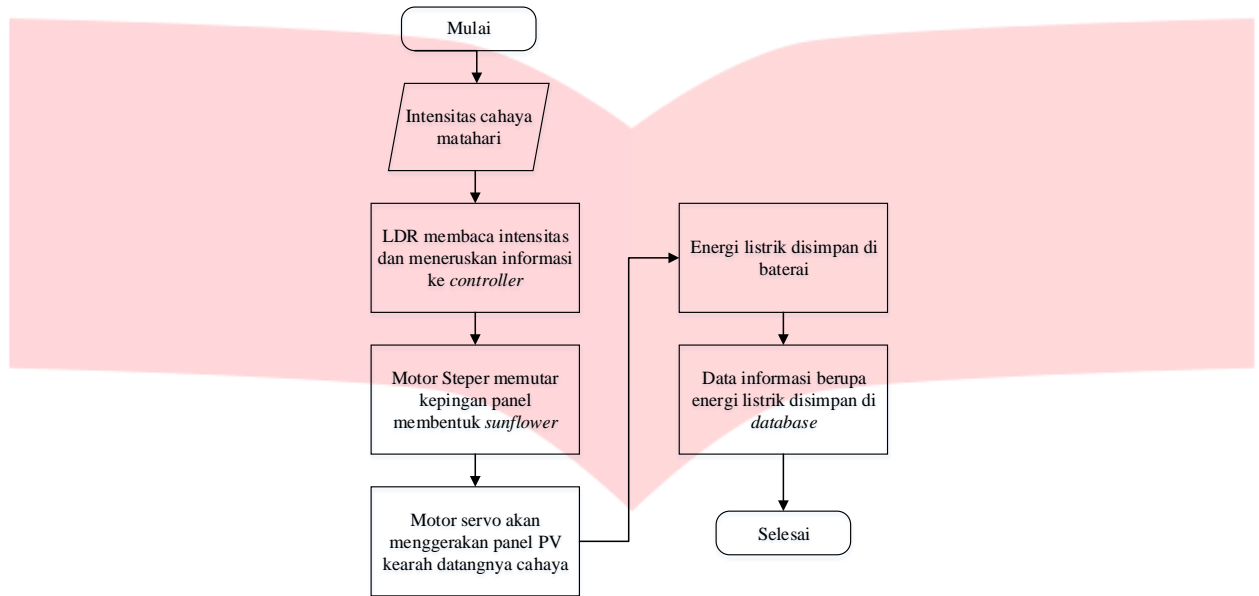 Mulai
Intensitas cahaya
matahari
LDR membaca intensitas
dan meneruskan informasi
ke controller
Motor Steper memutar
kepingan panel
membentuk sunflower
Motor servo akan
menggerakan panel PV
kearah datangnya cahaya
Energi listrik disimpan di
baterai
Data informasi berupa
energi listrik disimpan di
database
Selesai